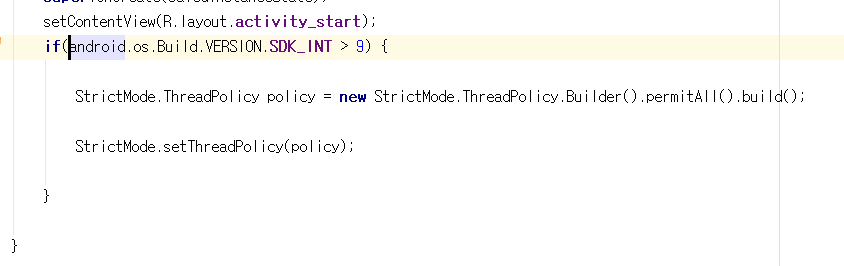 setContentView(R.layout.activity_start);
if(android.os.Build.VERSION.SDK_INT > 9) {
StrictMode.ThreadPolicy policy = new StrictMode.ThreadPolicy.Builder().permitAll().build();
StrictMode.setThreadPolicy(policy);
}
}